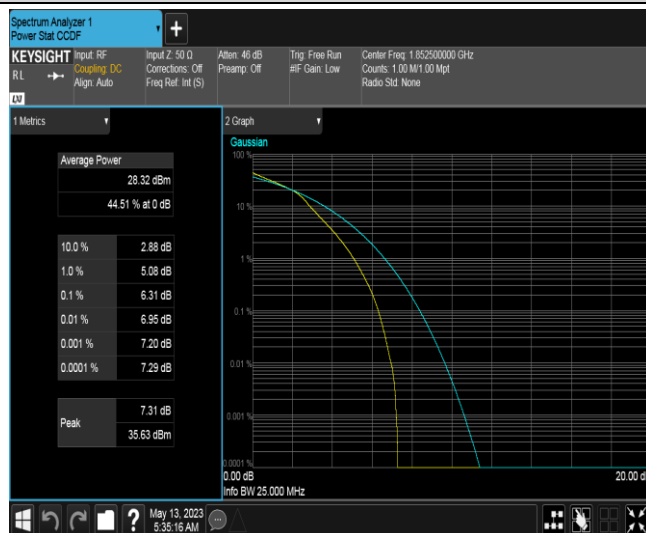 Spectrum Analyzer 1
Power Stat CCDF
+
KEYSIGHT
RL
LXI
Input: RF
Coupling: DC
Align: Auto
Input Z: 50 Ω
Corrections: Off
Freq Ref: Int (S)
Atten: 46 dB
Preamp: Off
Trig: Free Run
#IF Gain: Low
Center Freq: 1.852500000 GHz
Counts: 1.00 M/1.00 Mpt
Radio Std: None
1 Metrics
Average Power
28.32 dBm
44.51 % at 0 dB
10.0 % 2.88 dB
1.0 % 5.08 dB
0.1 % 6.31 dB
0.01 % 6.95 dB
0.001 % 7.20 dB
0.0001 % 7.29 dB
Peak
7.31 dB
35.63 dBm
2 Graph
Gaussian
100 %
10 %
1 %
0.1 %
0.01 %
0.001 %
0.0001 %
0.00 dB
20.00 d
Info BW 25.000 MHz
?
May 13, 2023
5:35:16 AM